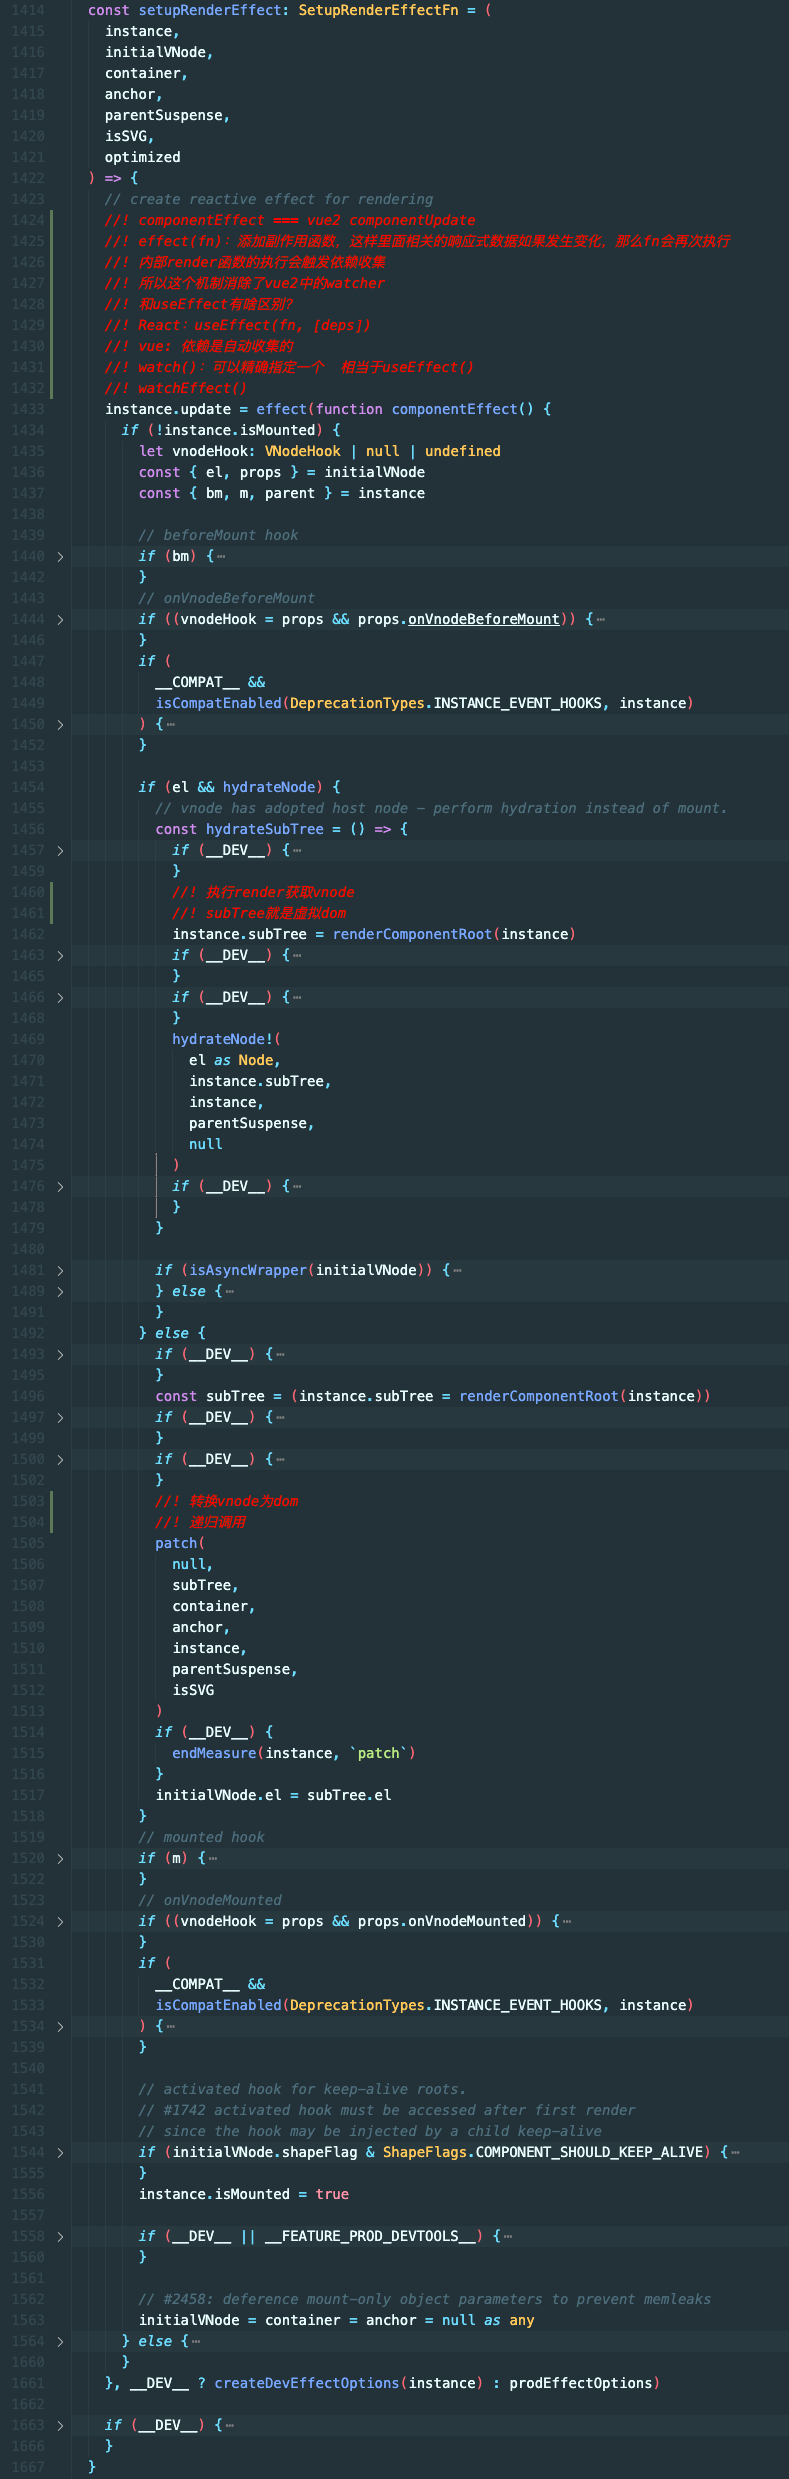 1414 const setupRenderEffect: SetupRenderEffectFn = (
1415 instance,
1416 initialVNode,
1417 container,
1418 anchor,
1419 parentSuspense,
1420 isSVG,
1421 optimized
1422 ) => {
1423 // create reactive effect for rendering
1424 //! componentEffect === vue2 componentUpdate
1425 //! effect(fn)：添加副作用函数，这样里面相关的响应式数据如果发生变化，那么fn会再次执行
1426 //! 内部render函数的执行会触发依赖收集
1427 //! 所以这个机制消除了vue2中的watcher
1428 //! 和useEffect有啥区别？
1429 //! React：useEffect(fn, [deps])
1430 //! vue: 依赖是自动收集的
1431 //! watch()：可以精确指定一个  相当于useEffect()
1432 //! watchEffect()
1433 instance.update = effect(function componentEffect() {
1434 if (!instance.isMounted) {
1435 let vnodeHook: VNodeHook | null | undefined
1436 const { el, props } = initialVNode
1437 const { bm, m, parent } = instance
1438
1439 // beforeMount hook
1440 if (bm) {…
1442 }
1443 // onVnodeBeforeMount
1444 if ((vnodeHook = props && props.onVnodeBeforeMount)) {…
1446 }
1447 if (
1448 __COMPAT__ &&
1449 isCompatEnabled(DeprecationTypes.INSTANCE_EVENT_HOOKS, instance)
1450 ) {…
1452 }
1453
1454 if (el && hydrateNode) {
1455 // vnode has adopted host node - perform hydration instead of mount.
1456 const hydrateSubTree = () => {
1457 if (__DEV__) {…
1459 }
1460 //! 执行render获取vnode
1461 //! subTree就是虚拟dom
1462 instance.subTree = renderComponentRoot(instance)
1463 if (__DEV__) {…
1465 }
1466 if (__DEV__) {…
1468 }
1469 hydrateNode!(
1470 el as Node,
1471 instance.subTree,
1472 instance,
1473 parentSuspense,
1474 null
1475 )
1476 if (__DEV__) {…
1478 }
1479 }
1480
1481 if (isAsyncWrapper(initialVNode)) {…
1489 } else {…
1491 }
1492 } else {
1493 if (__DEV__) {…
1495 }
1496 const subTree = (instance.subTree = renderComponentRoot(instance))
1497 if (__DEV__) {…
1499 }
1500 if (__DEV__) {…
1502 }
1503 //! 转换vnode为dom
1504 //! 递归调用
1505 patch(
1506 null,
1507 subTree,
1508 container,
1509 anchor,
1510 instance,
1511 parentSuspense,
1512 isSVG
1513 )
1514 if (__DEV__) {
1515 endMeasure(instance, `patch`)
1516 }
1517 initialVNode.el = subTree.el
1518 }
1519 // mounted hook
1520 if (m) {…
1522 }
1523 // onVnodeMounted
1524 if ((vnodeHook = props && props.onVnodeMounted)) {…
1530 }
1531 if (
1532 __COMPAT__ &&
1533 isCompatEnabled(DeprecationTypes.INSTANCE_EVENT_HOOKS, instance)
1534 ) {…
1539 }
1540
1541 // activated hook for keep-alive roots.
1542 // #1742 activated hook must be accessed after first render
1543 // since the hook may be injected by a child keep-alive
1544 if (initialVNode.shapeFlag & ShapeFlags.COMPONENT_SHOULD_KEEP_ALIVE) {…
1555 }
1556 instance.isMounted = true
1557
1558 if (__DEV__ || __FEATURE_PROD_DEVTOOLS__) {…
1560 }
1561
1562 // #2458: deference mount-only object parameters to prevent memleaks
1563 initialVNode = container = anchor = null as any
1564 } else {…
1660 }
1661 }, __DEV__ ? createDevEffectOptions(instance) : prodEffectOptions)
1662
1663 if (__DEV__) {…
1666 }
1667 }